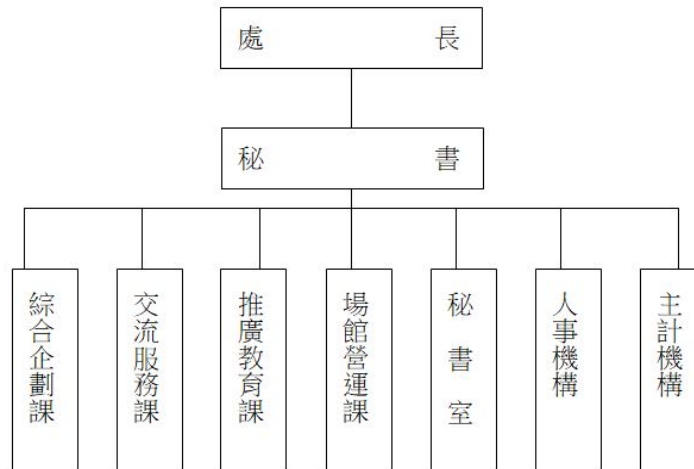 處長
秘書
綜合企劃課
交流服務課
推廣教育課
場館營運課
秘書室
人事機構
主計機構